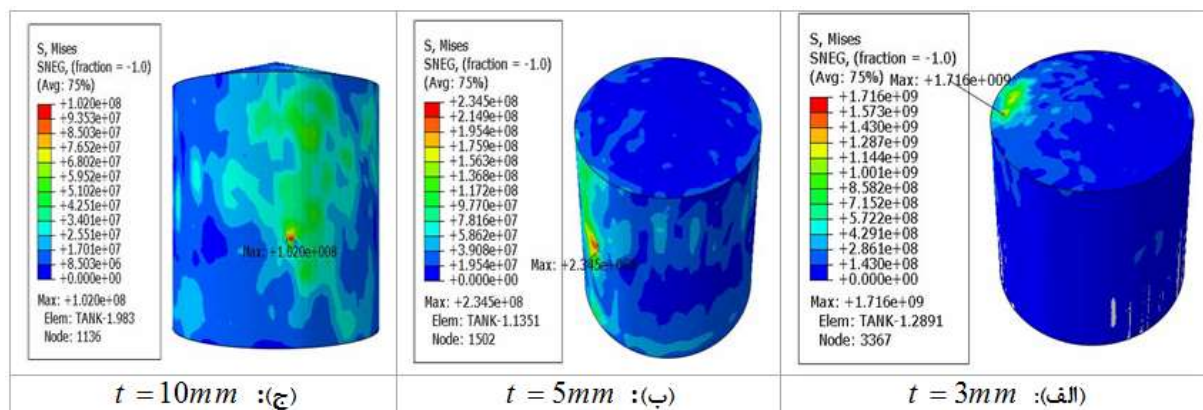 S, Mises
SNEG, (fraction = -1.0)
(Avg: 75%)
+1.020e+08
+9.353e+07
+8.503e+07
+7.652e+07
+6.802e+07
+5.952e+07
+5.102e+07
+4.251e+07
+3.401e+07
+2.551e+07
+1.701e+07
+8.503e+06
+0.000e+00
Max: +1.020e+08
Elem: TANK-1.983
Node: 1136
Max: +1.020e+008
S, Mises
SNEG, (fraction = -1.0)
(Avg: 75%)
+2.345e+08
+2.149e+08
+1.954e+08
+1.759e+08
+1.563e+08
+1.368e+08
+1.172e+08
+9.770e+07
+7.816e+07
+5.862e+07
+3.908e+07
+1.954e+07
+0.000e+00
Max: +2.345e+08
Elem: TANK-1.1351
Node: 1502
Max: +2.345e+008
S, Mises
SNEG, (fraction = -1.0)
(Avg: 75%)
Max: +1.716e+009
+1.716e+09
+1.573e+09
+1.430e+09
+1.287e+09
+1.144e+09
+1.001e+09
+8.582e+08
+7.152e+08
+5.722e+08
+4.291e+08
+2.861e+08
+1.430e+08
+0.000e+00
Max: +1.716e+09
Elem: TANK-1.2891
Node: 3367
(ج): t = 10mm
(ب): t = 5mm
(الف): t = 3mm